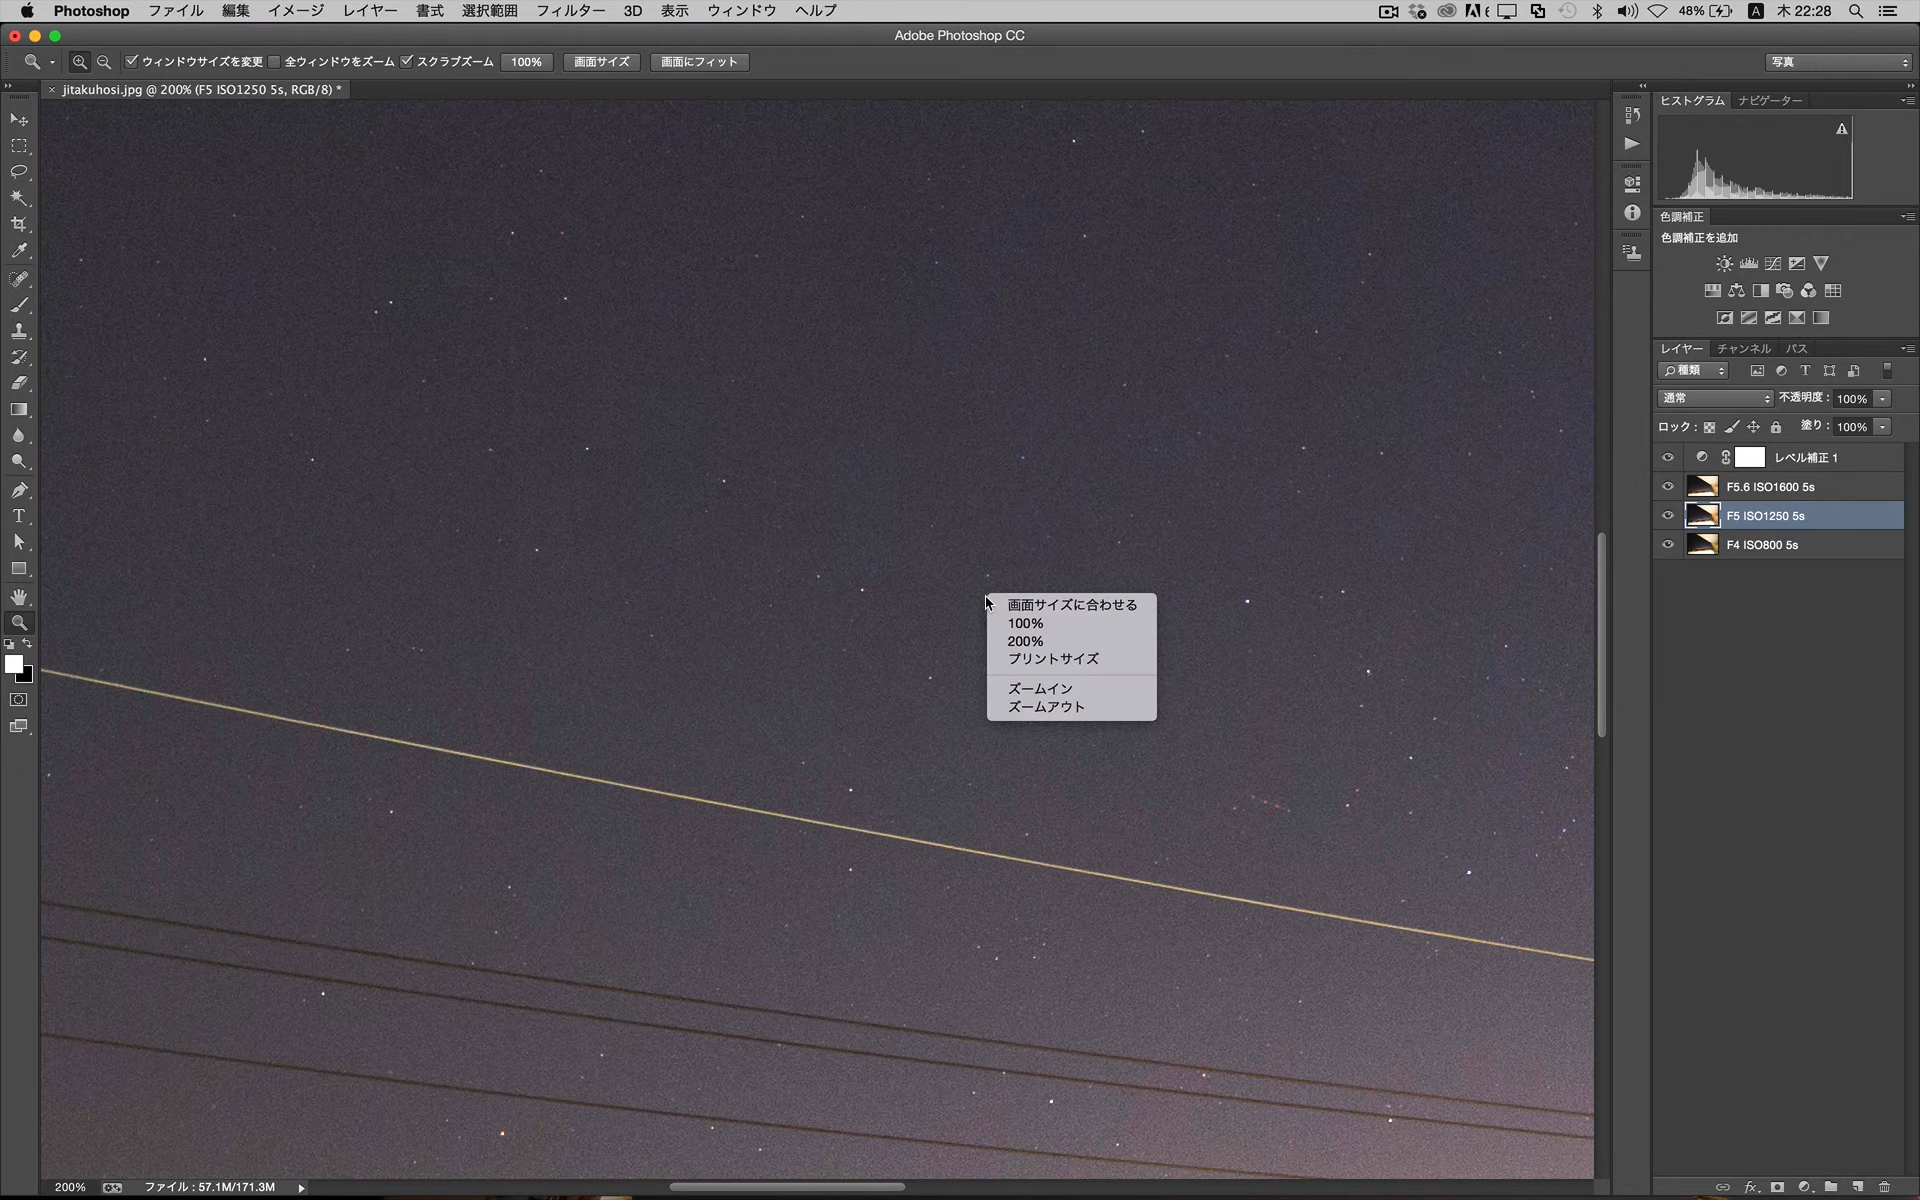 Photoshop ファイル 編集 イメージ レイヤー 書式 選択範囲 フィルター 3D 表示 ウィンドウ ヘルプ 6 48% A 木 22:28
Adobe Photoshop CC
ウィンドウサイズを変更 全ウィンドウをズーム スクラブズーム 100% 画面サイズ 画面にフィット 写真
× jitakuhosi.jpg @ 200% (F5 ISO1250 5s, RGB/8) *
ヒストグラム ナビゲーター
色調補正
色調補正を追加
レイヤー チャンネル パス
種類
通常 不透明度 : 100%
ロック : 塗り : 100%
レベル補正 1
F5.6 ISO1600 5s
F5 ISO1250 5s
F4 ISO800 5s
画面サイズに合わせる
100%
200%
プリントサイズ
ズームイン
ズームアウト
200% ファイル : 57.1M/171.3M